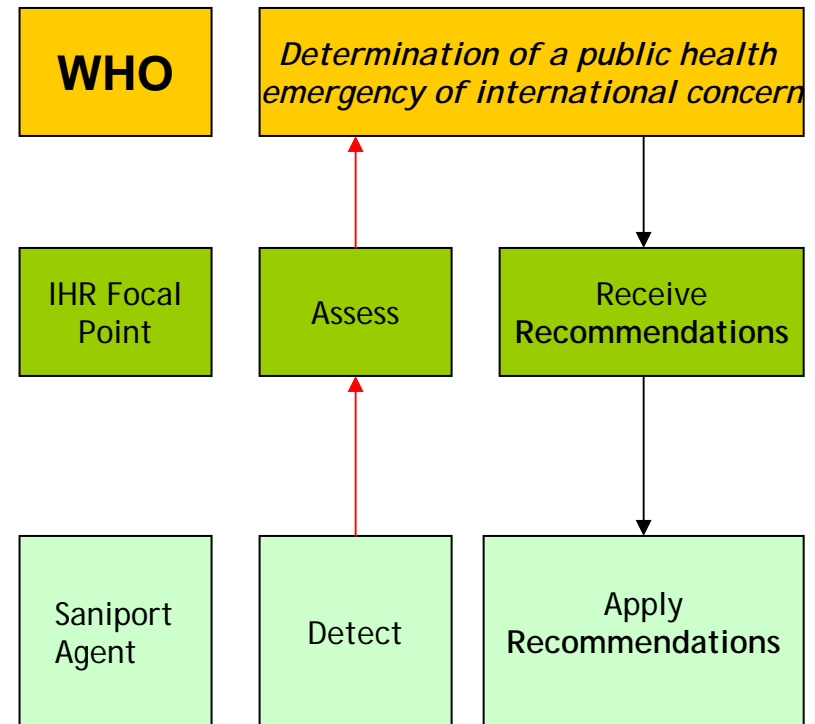 WHO
Determination of a public health
emergency of international concern
IHR Focal
Point
Assess
Receive
Recommendations
Saniport
Agent
Detect
Apply
Recommendations